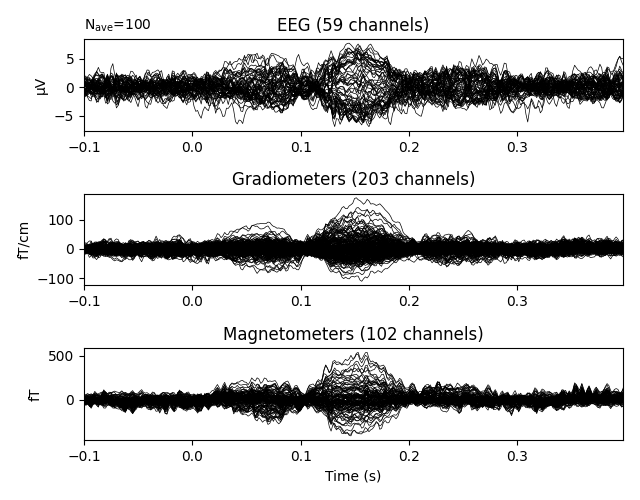 N_ave=100
EEG (59 channels)
µV
5
0
−5
−0.1 0.0 0.1 0.2 0.3
Gradiometers (203 channels)
fT/cm
100
0
−100
−0.1 0.0 0.1 0.2 0.3
Magnetometers (102 channels)
fT
500
0
−0.1 0.0 0.1 0.2 0.3
Time (s)